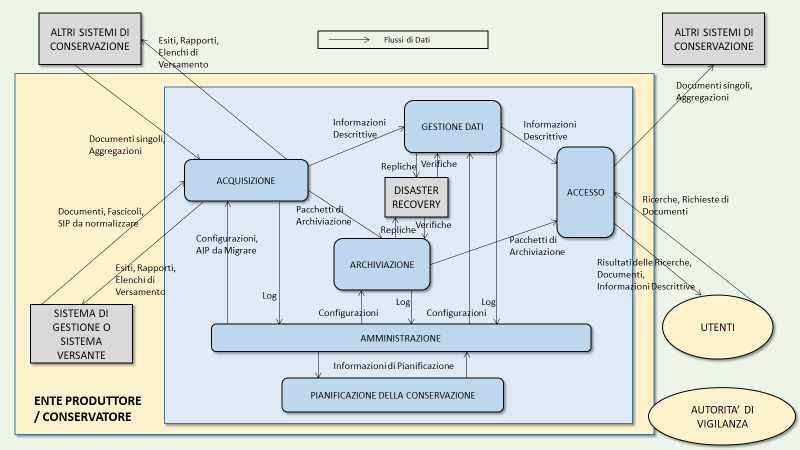 ALTRI SISTEMI DI
CONSERVAZIONE
Esiti, Rapporti,
Elenchi di
Versamento
Flussi di Dati
ALTRI SISTEMI DI
CONSERVAZIONE
Documenti singoli,
Aggregazioni
Documenti singoli,
Aggregazioni
Informazioni
Descrittive
GESTIONE DATI
Informazioni
Descrittive
ACQUISIZIONE
Repliche
Verifiche
DISASTER
RECOVERY
ACCESSO
Ricerche, Richieste di
Documenti
Documenti, Fascicoli,
SIP da normalizzare
Pacchetti di
Archiviazione
Repliche
Verifiche
Configurazioni,
AIP da Migrare
Pacchetti di
Archiviazione
ARCHIVIAZIONE
Esiti, Rapporti,
Elenchi di
Versamento
Risultati delle Ricerche,
Documenti,
Informazioni Descrittive
Log
Log
Log
Configurazioni
Configurazioni
SISTEMA DI
GESTIONE O
SISTEMA
VERSANTE
AMMINISTRAZIONE
UTENTI
Informazioni di Pianificazione
PIANIFICAZIONE DELLA CONSERVAZIONE
ENTE PRODUTTORE
/ CONSERVATORE
AUTORITA' DI
VIGILANZA